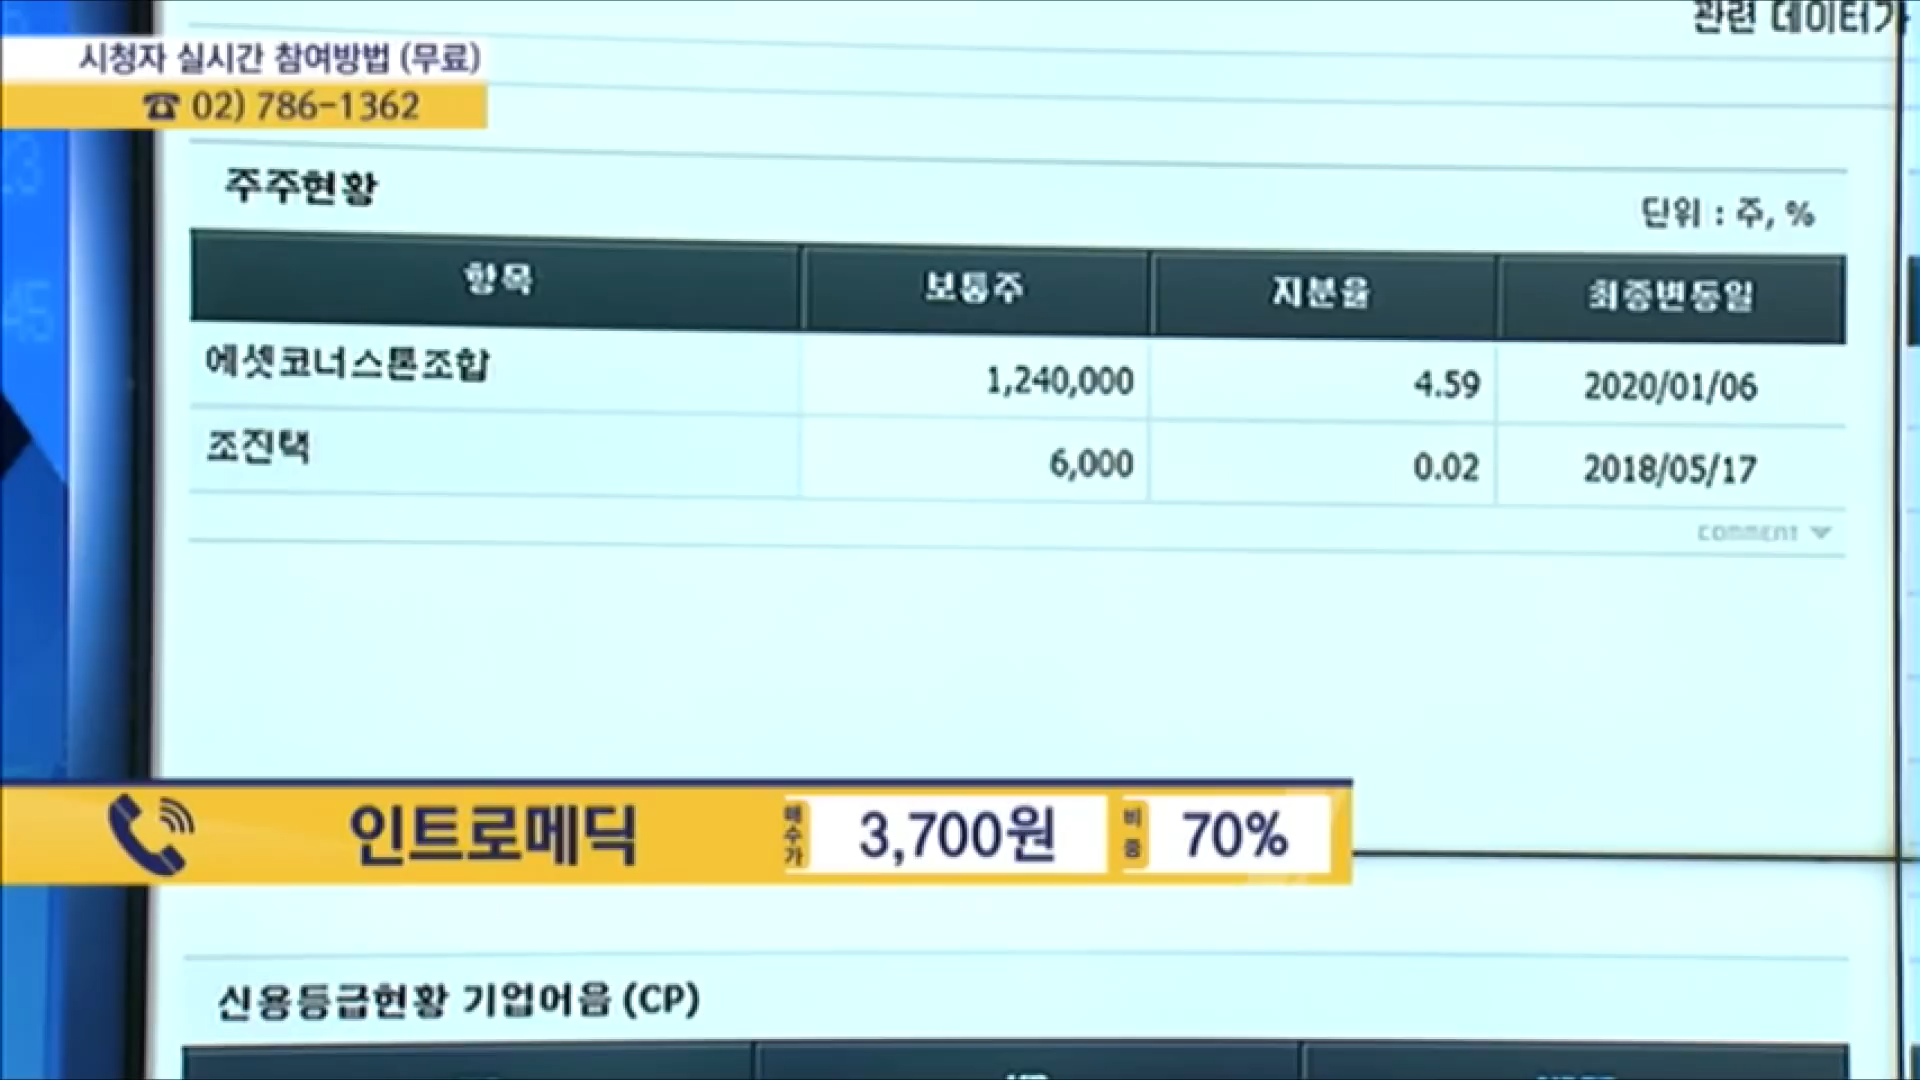 관련 데이터가
시청자 실시간 참여방법 (무료)
☎ 02) 786-1362
주주현황
단위 : 주, %
항목 보통주 지분율 최종변동일
에셋코너스톤조합 1,240,000 4.59 2020/01/06
조진택 6,000 0.02 2018/05/17
comment
인트로메딕 매수가 3,700원 비중 70%
신용등급현황 기업어음 (CP)